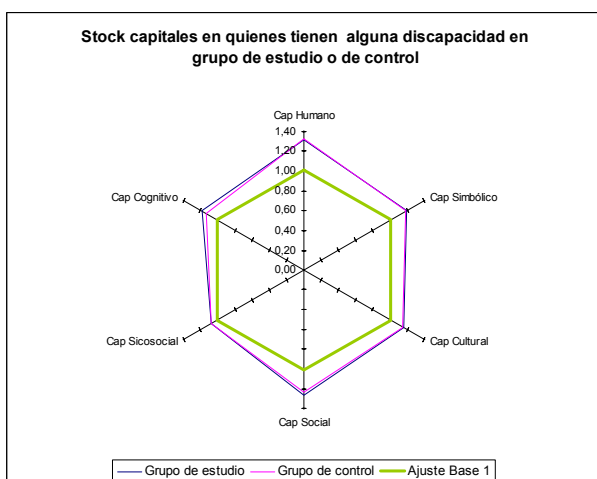 Stock capitales en quienes tienen alguna discapacidad en
grupo de estudio o de control
Cap Humano
1,40
1,20
1,00
0,80
0,60
0,40
0,20
0,00
Cap Cognitivo
Cap Simbólico
Cap Sicosocial
Cap Cultural
Cap Social
Grupo de estudio
Grupo de control
Ajuste Base 1